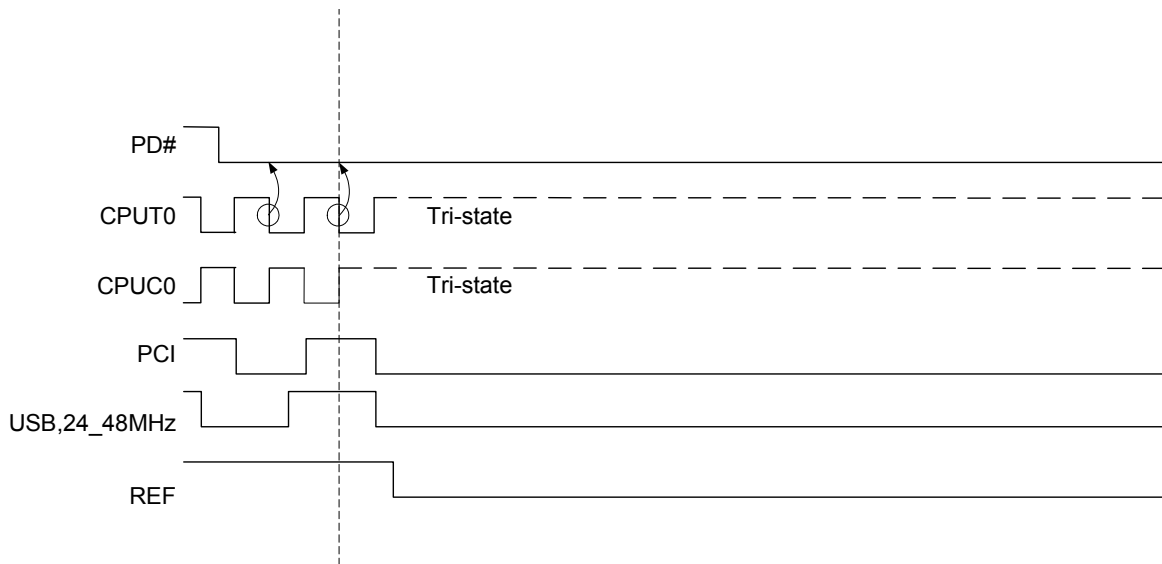 PD#
CPUT0
Tri-state
CPUC0
Tri-state
PCI
USB,24_48MHz
REF